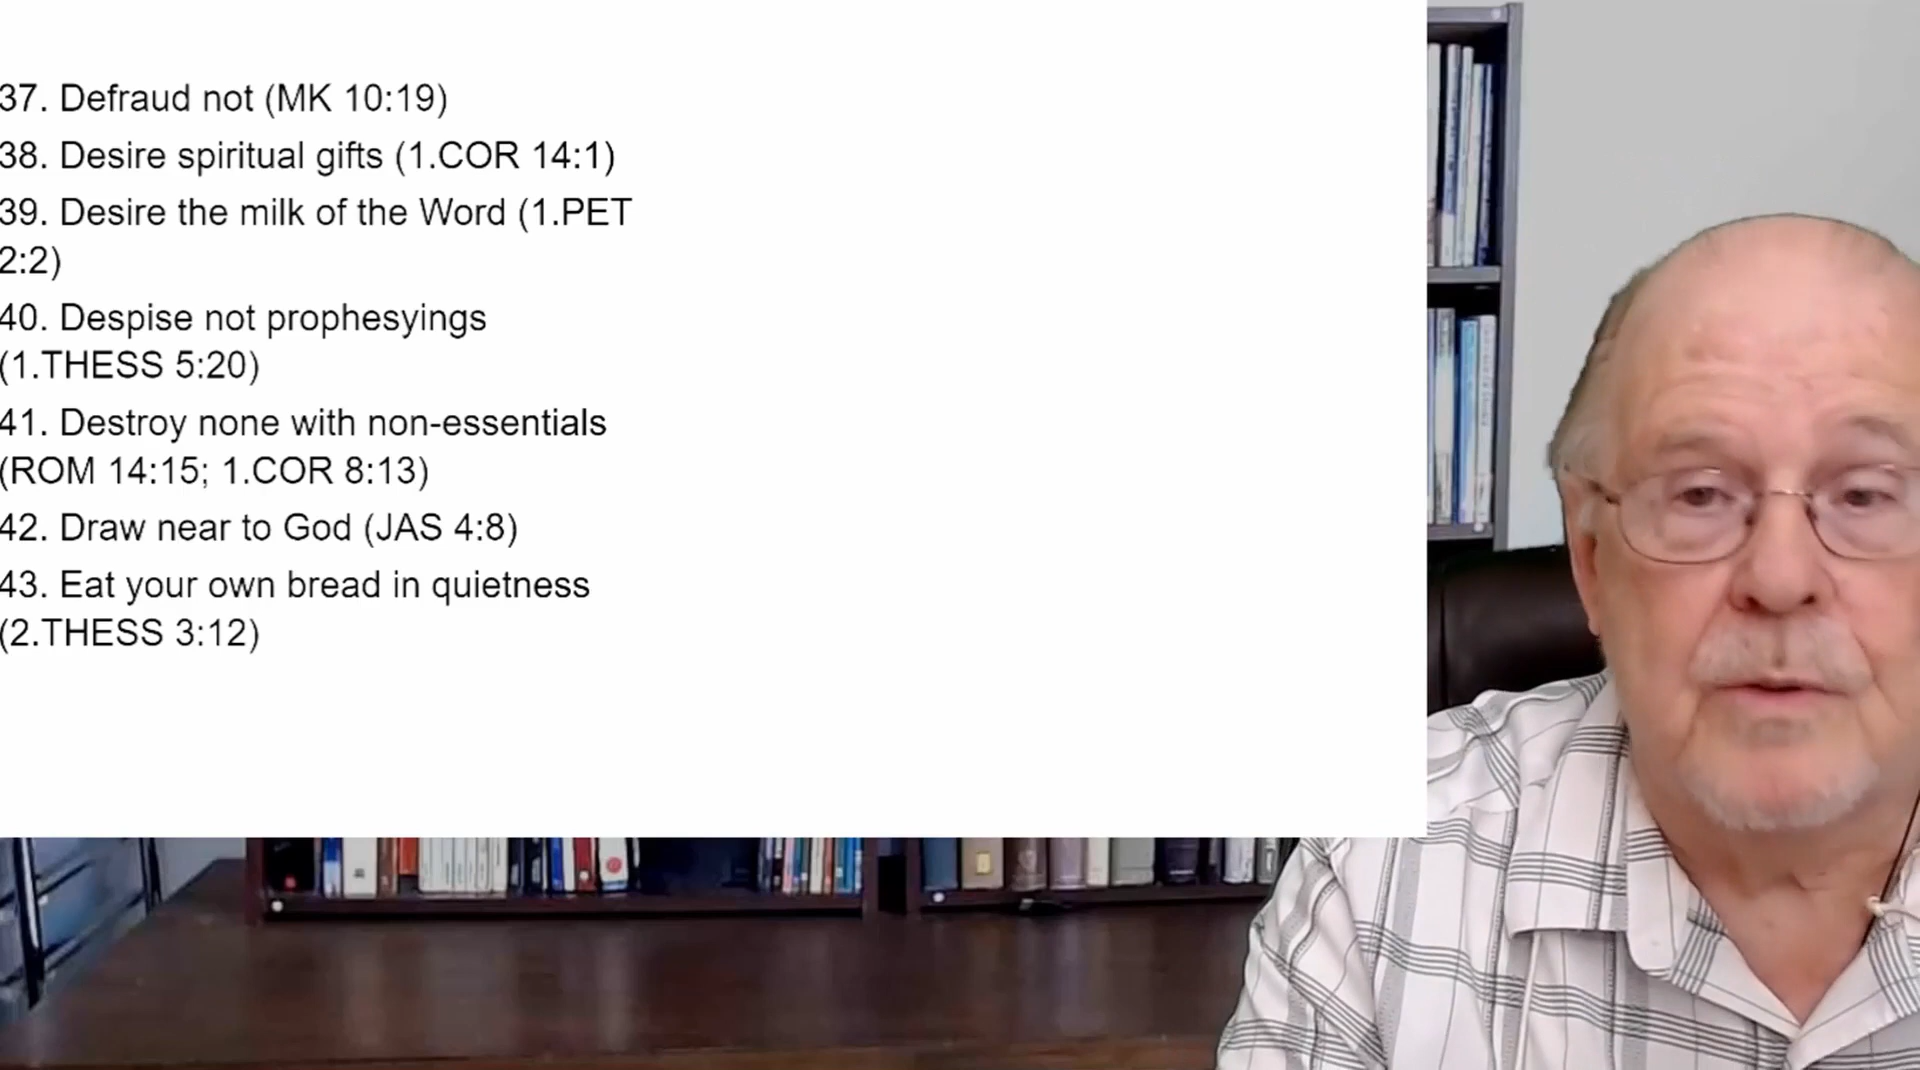 37. Defraud not (MK 10:19)
38. Desire spiritual gifts (1.COR 14:1)
39. Desire the milk of the Word (1.PET
2:2)
40. Despise not prophesyings
(1.THESS 5:20)
41. Destroy none with non-essentials
(ROM 14:15; 1.COR 8:13)
42. Draw near to God (JAS 4:8)
43. Eat your own bread in quietness
(2.THESS 3:12)